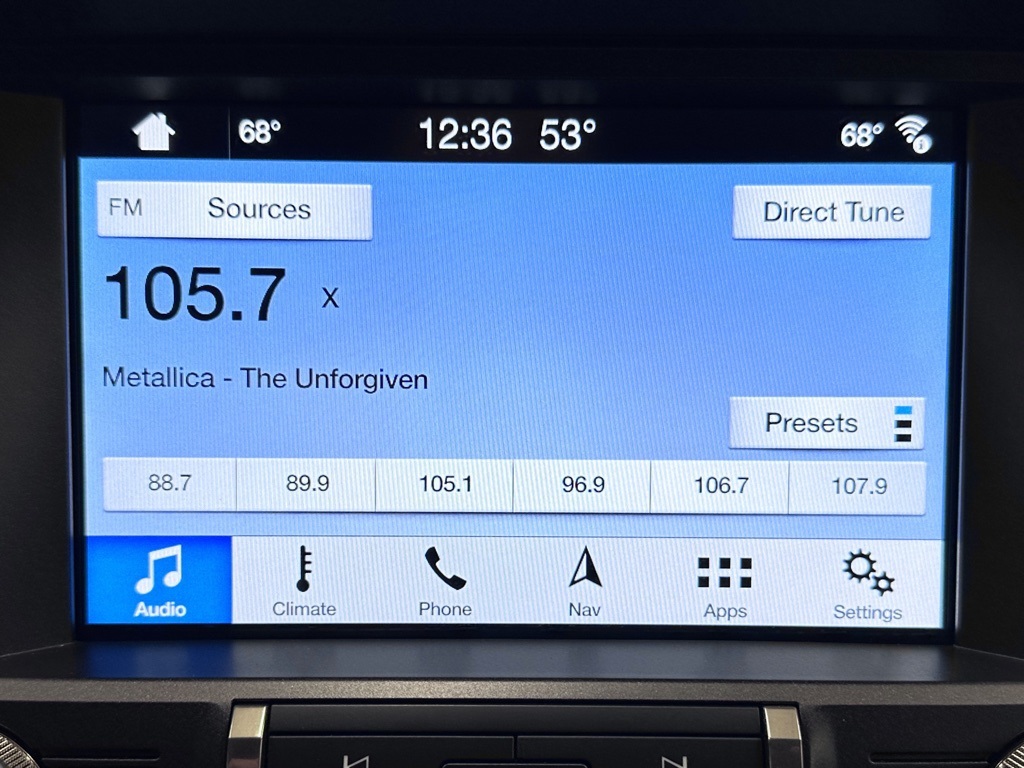 68° 12:36 53° 68°
FM Sources Direct Tune
105.7 X
Metallica - The Unforgiven
Presets
88.7 89.9 105.1 96.9 106.7 107.9
Audio Climate Phone Nav Apps Settings